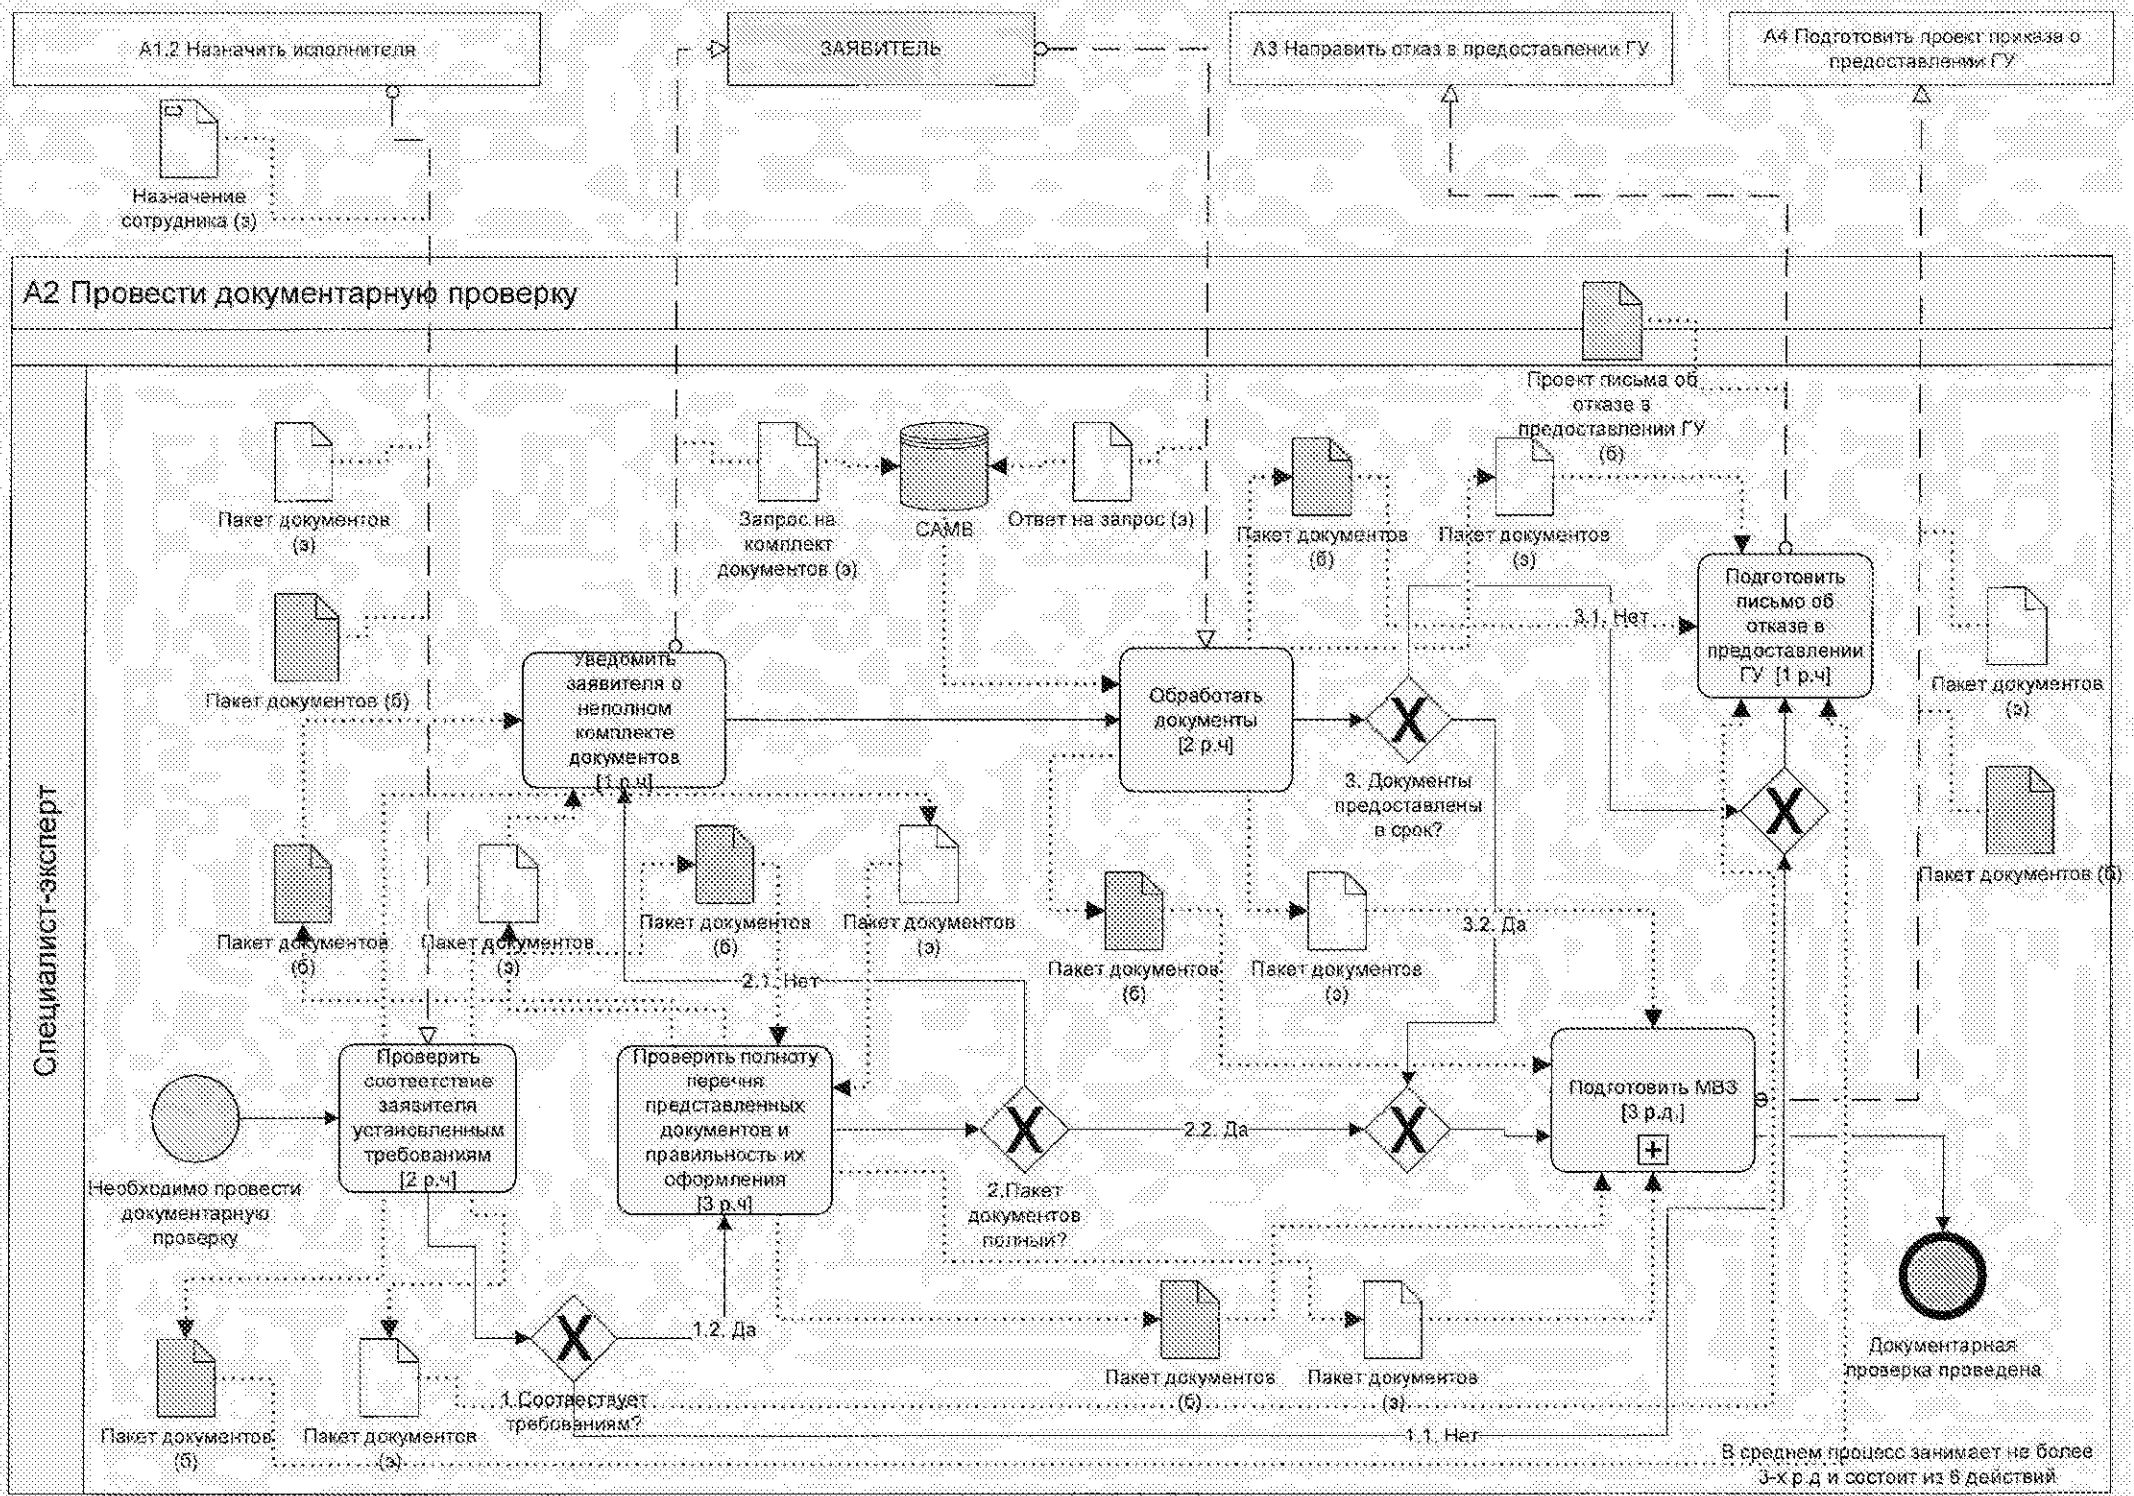 А1.2 Назначить исполнителя
ЗАЯВИТЕЛЬ
А3 Направить отказ в предоставлении ГУ
А4 Подготовить проект приказа о
предоставлении ГУ
Назначение
сотрудника (э)
А2 Провести документарную проверку
Специалист-эксперт
Проект письма об
отказе в
предоставлении ГУ
(б)
Пакет документов
(э)
Запрос на
комплект
документов (э)
САМВ
Ответ на запрос (э)
Пакет документов
(б)
Пакет документов
(э)
Пакет документов (б)
Уведомить
заявителя о
неполном
комплекте
документов
[1 р.ч]
Обработать
документы
[2 р.ч]
3. Документы
предоставлены
в срок?
3.1. Нет
Подготовить
письмо об
отказе в
предоставлении
ГУ [1 р.ч]
Пакет документов
(э)
Пакет документов (б)
Пакет документов
(б)
Пакет документов
(э)
Пакет документов
(б)
Пакет документов
(э)
Пакет документов
(б)
Пакет документов
(э)
3.2. Да
2.1. Нет
Необходимо провести
документарную
проверку
Проверить
соответствие
заявителя
установленным
требованиям
[2 р.ч]
Проверить полноту
перечня
представленных
документов и
правильность их
оформления
[3 р.ч]
2.Пакет
документов
полный?
2.2. Да
Подготовить МВЗ
[3 р.д.]
Документарная
проверка проведена
1.2. Да
1.Соотвествует
требованиям?
1.1. Нет
Пакет документов
(б)
Пакет документов
(э)
Пакет документов
(б)
Пакет документов
(э)
В среднем процесс занимает не более
3-х р.д и состоит из 6 действий